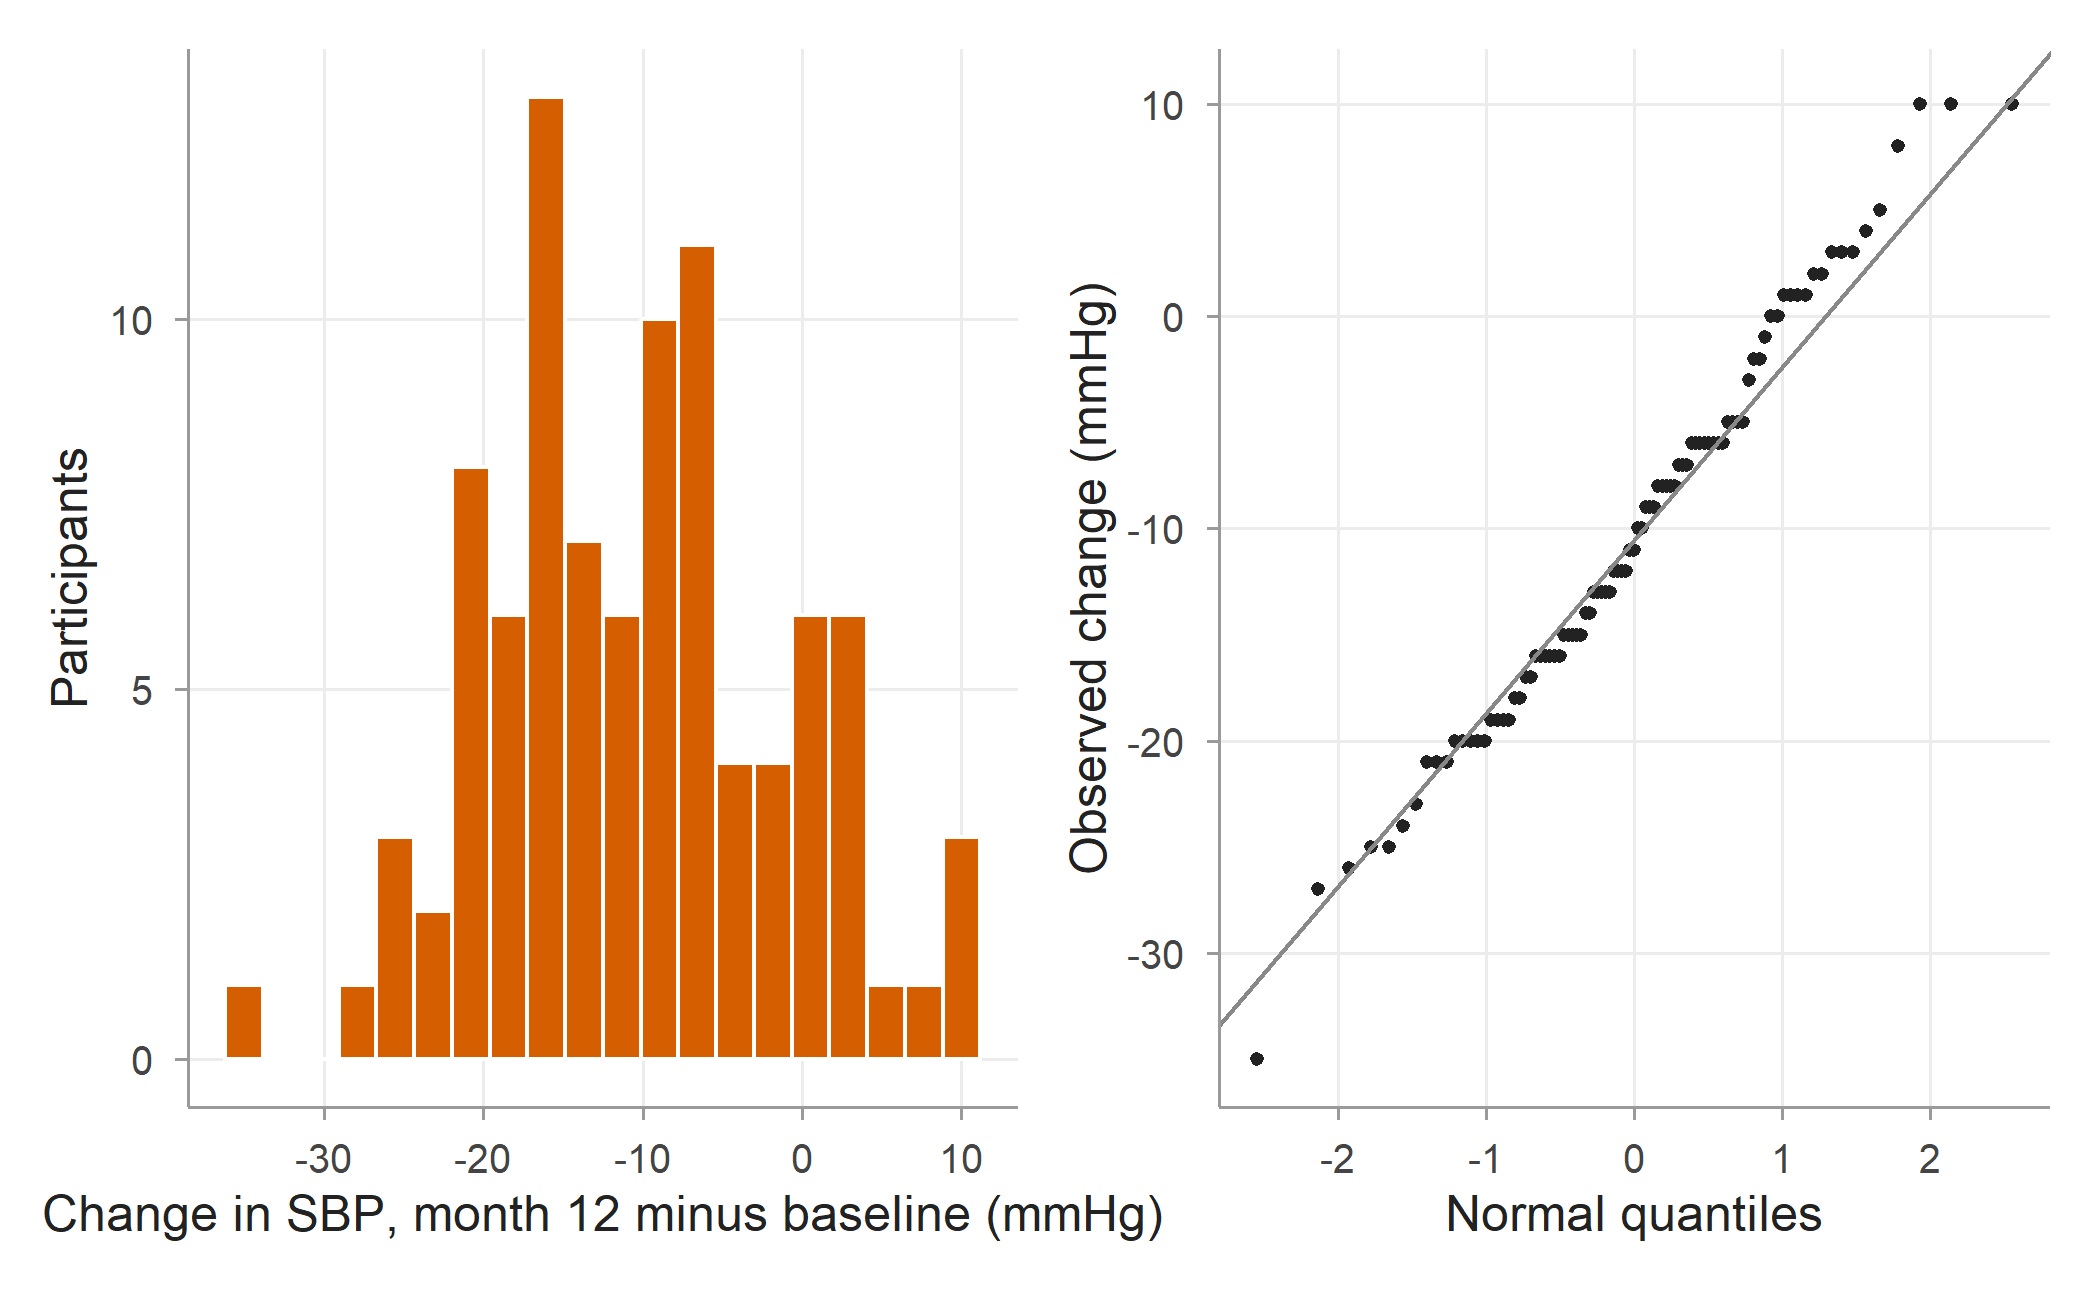 Participants
10
5
0
-30 -20 -10 0 10
Change in SBP, month 12 minus baseline (mmHg)
Observed change (mmHg)
10
0
-10
-20
-30
-2 -1 0 1 2
Normal quantiles